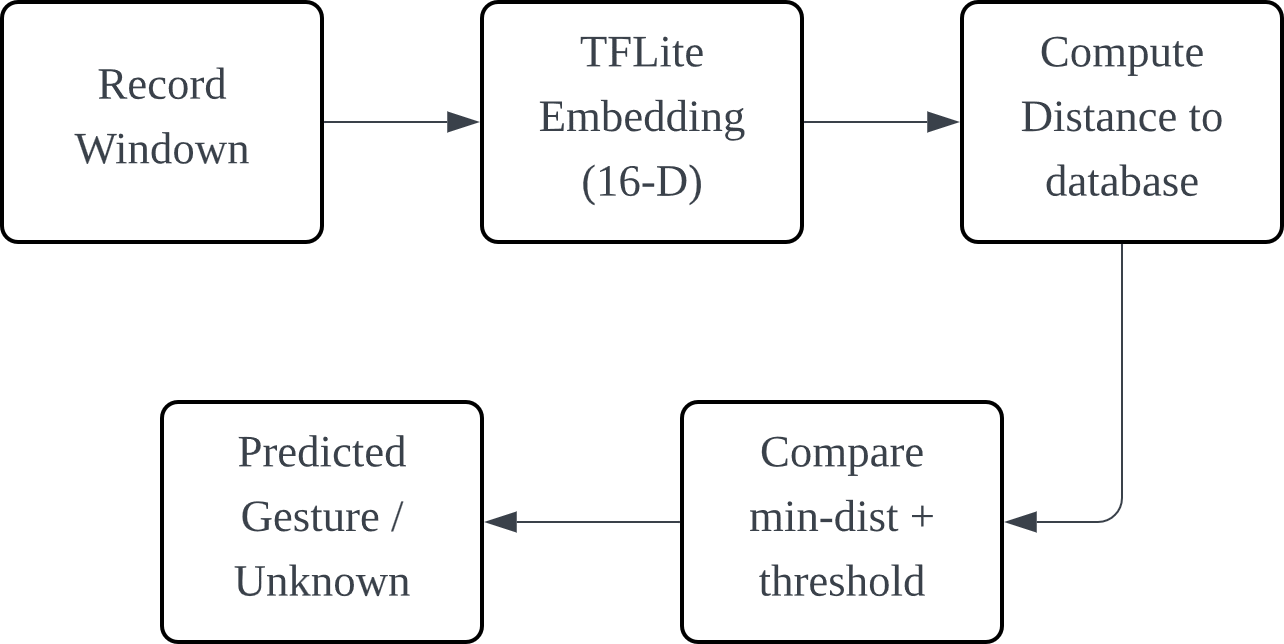 Record
Windown
TFLite
Embedding
(16-D)
Compute
Distance to
database
Compare
min-dist +
threshold
Predicted
Gesture /
Unknown